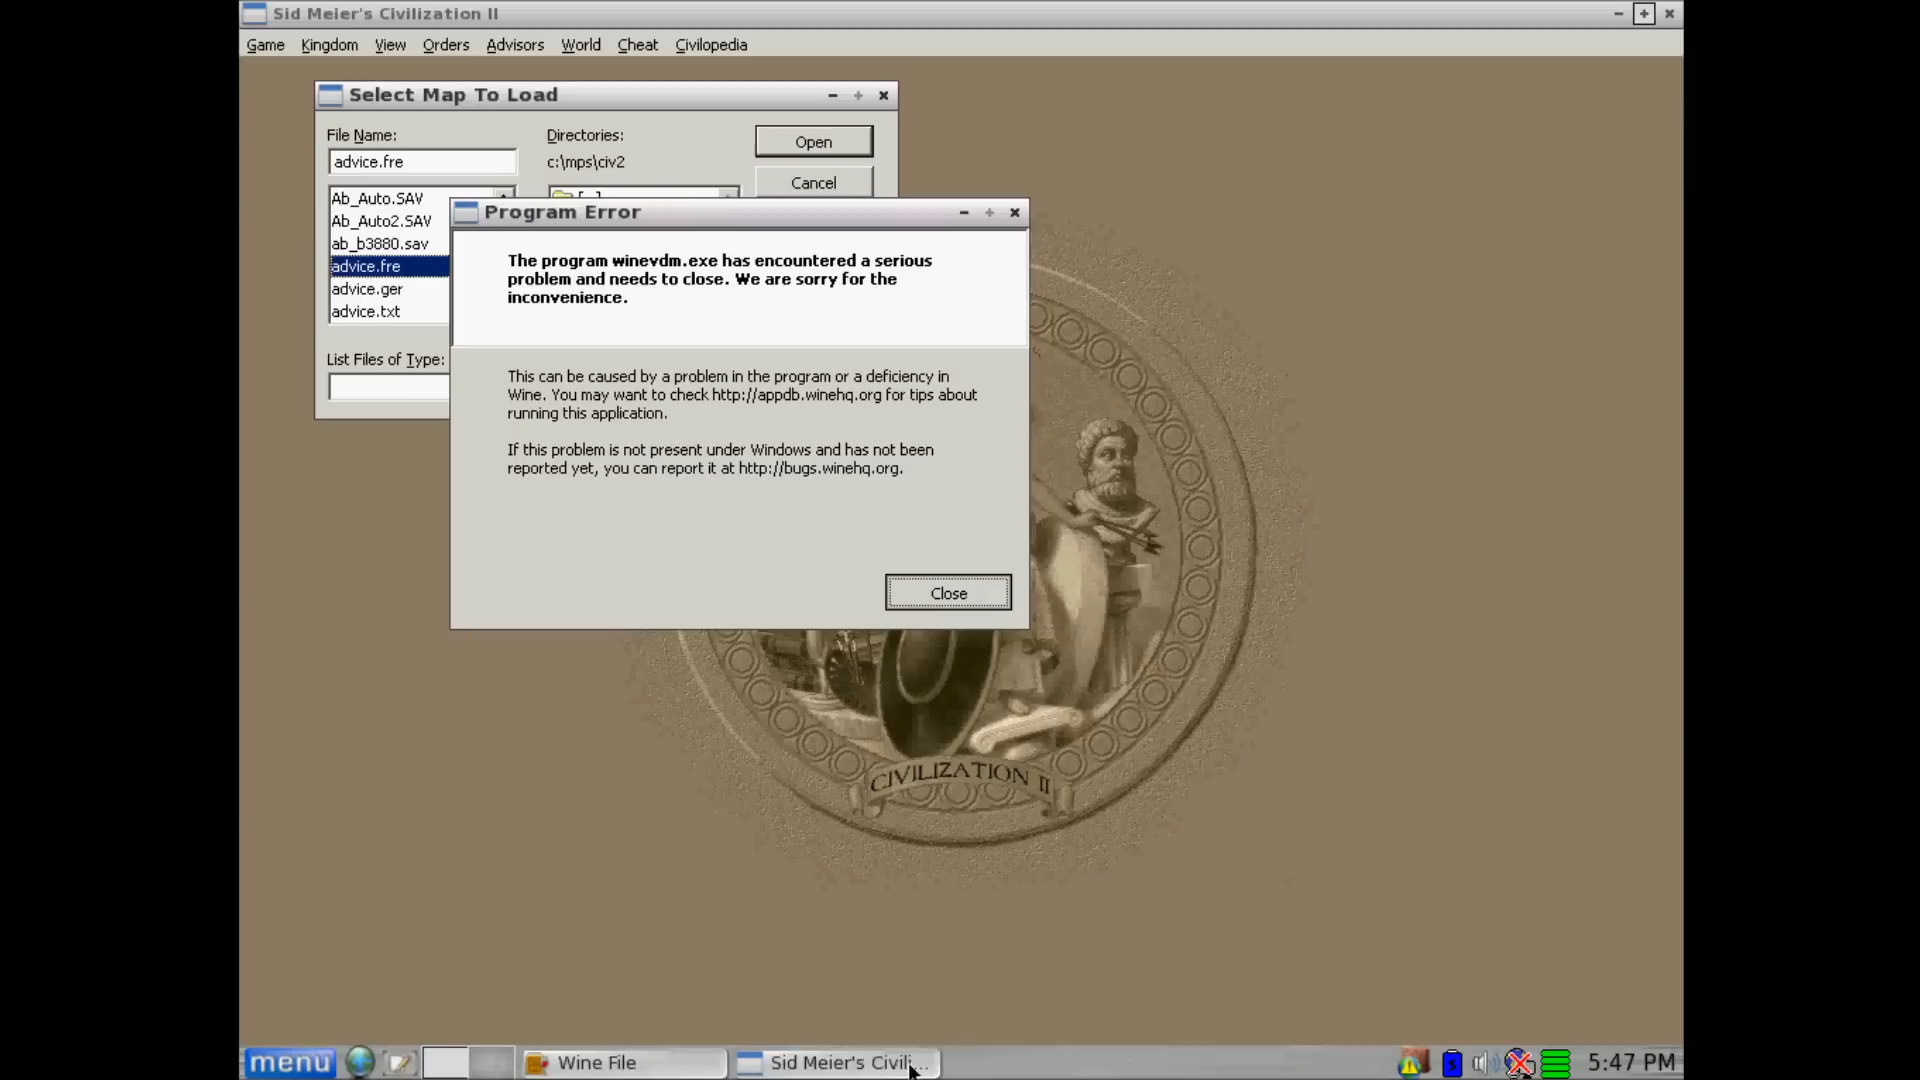 Sid Meier's Civilization II
Game Kingdom View Orders Advisors World Cheat Civilopedia
Select Map To Load
File Name:
advice.fre
Ab_Auto.SAV
Ab_Auto2.SAV
ab_b3880.sav
advice.fre
advice.ger
advice.txt
List Files of Type:
Directories:
c:\mps\civ2
[..]
Open
Cancel
Program Error
The program winevdm.exe has encountered a serious
problem and needs to close. We are sorry for the
inconvenience.
This can be caused by a problem in the program or a deficiency in
Wine. You may want to check http://appdb.winehq.org for tips about
running this application.
If this problem is not present under Windows and has not been
reported yet, you can report it at http://bugs.winehq.org.
Close
CIVILIZATION II
menu Wine File Sid Meier's Civili... 5:47 PM